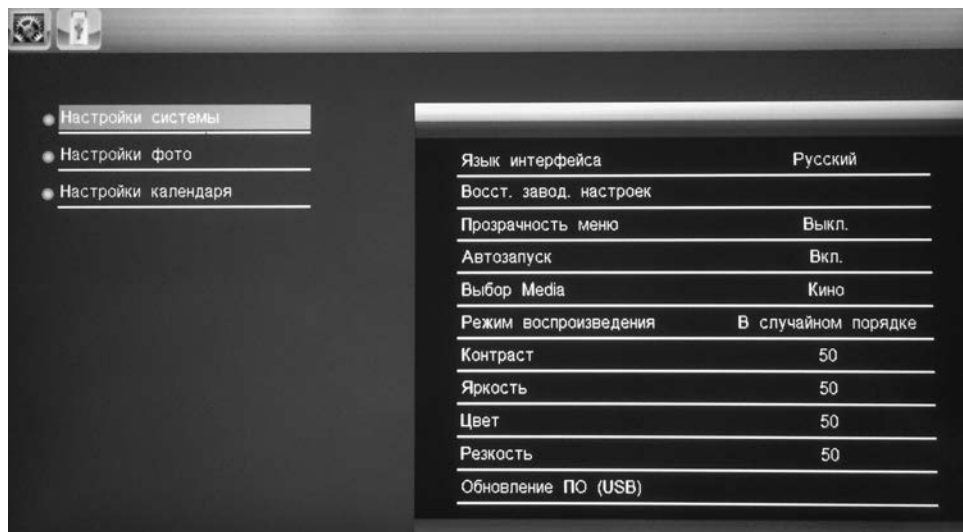 Настройки системы
Настройки фото
Настройки календаря
Язык интерфейса Русский
Восст. завод. настроек
Прозрачность меню Выкл.
Автозапуск Вкл.
Выбор Media Кино
Режим воспроизведения В случайном порядке
Контраст 50
Яркость 50
Цвет 50
Резкость 50
Обновление ПО (USB)